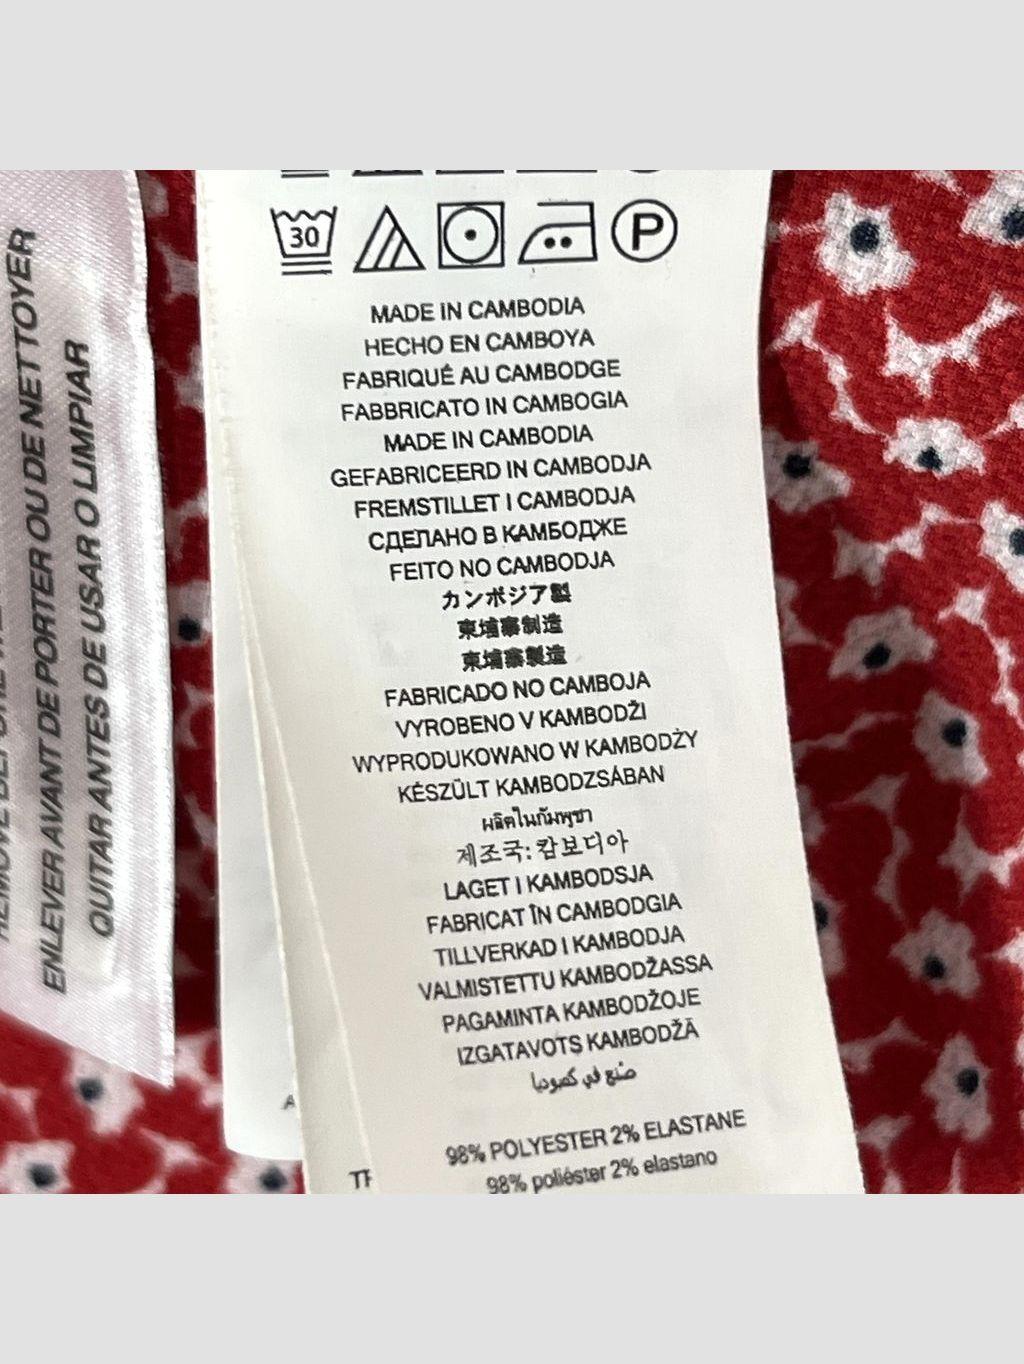 ENLEVER AVANT DE PORTER OU DE NETTOYER
QUITAR ANTES DE USAR O LIMPIAR
30
P
MADE IN CAMBODIA
HECHO EN CAMBOYA
FABRIQUÉ AU CAMBODGE
FABBRICATO IN CAMBOGIA
MADE IN CAMBODIA
GEFABRICEERD IN CAMBODJA
FREMSTILLET I CAMBODJA
СДЕЛАНО В КАМБОДЖЕ
FEITO NO CAMBODJA
カンボジア製
柬埔寨制造
柬埔寨製造
FABRICADO NO CAMBOJA
VYROBENO V KAMBODŽI
WYPRODUKOWANO W KAMBODŻY
KÉSZÜLT KAMBODZSÁBAN
ผลิตในกัมพูชา
제조국: 캄보디아
LAGET I KAMBODSJA
FABRICAT ÎN CAMBODGIA
TILLVERKAD I KAMBODJA
VALMISTETTU KAMBODŽASSA
PAGAMINTA KAMBODŽOJE
IZGATAVOTS KAMBODŽĀ
صنع في كمبوديا
98% POLYESTER 2% ELASTANE
98% poliéster 2% elastano